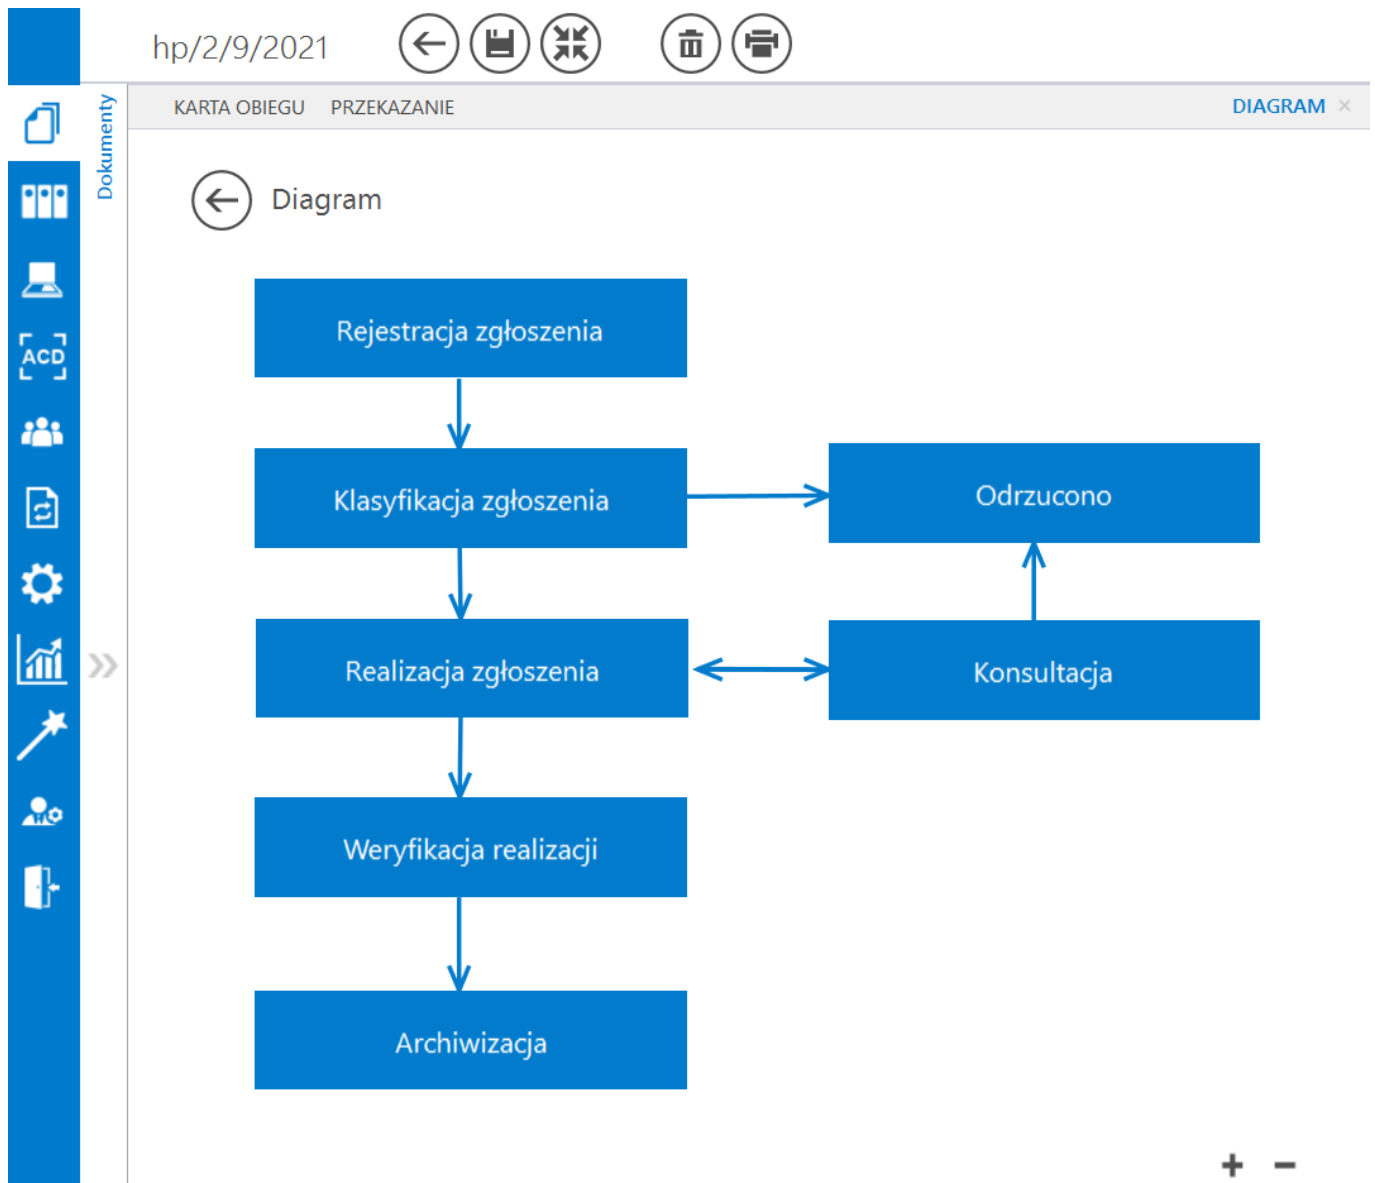 hp/2/9/2021
Dokumenty
KARTA OBIEGU PRZEKAZANIE DIAGRAM ×
Diagram
Rejestracja zgłoszenia
Klasyfikacja zgłoszenia
Odrzucono
ACD
Realizacja zgłoszenia
Konsultacja
Weryfikacja realizacji
Archiwizacja